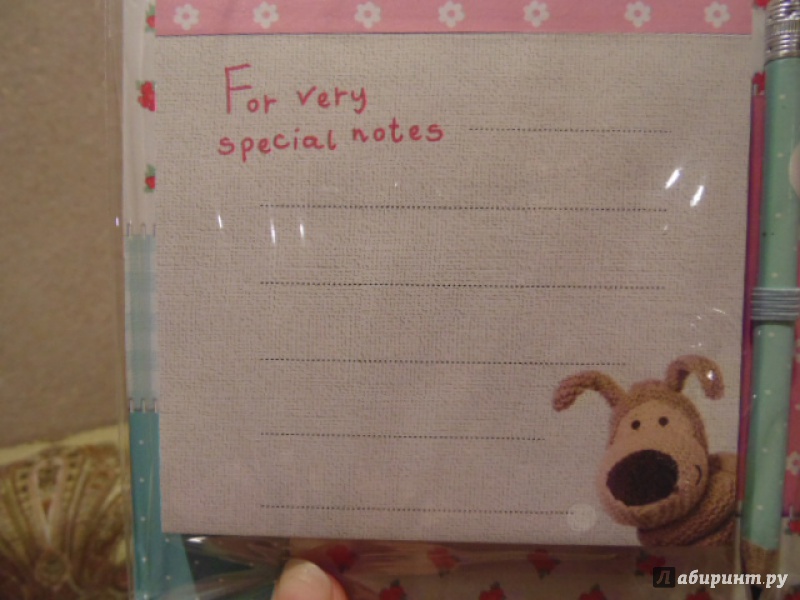 For very
special notes
Лабиринт.ру